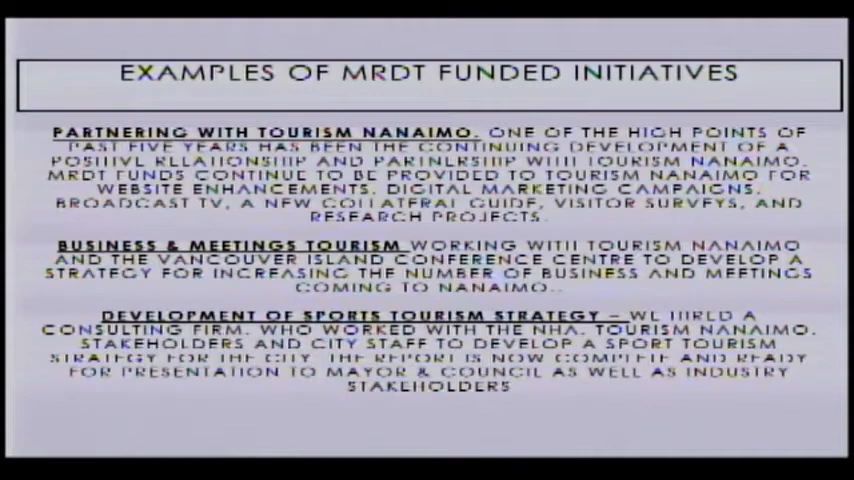 EXAMPLES OF MRDT FUNDED INITIATIVES
PARTNERING WITH TOURISM NANAIMO. ONE OF THE HIGH POINTS OF
PAST FIVE YEARS HAS BEEN THE CONTINUING DEVELOPMENT OF A
POSITIVE RELATIONSHIP AND PARTNERSHIP WITH TOURISM NANAIMO.
MRDT FUNDS CONTINUE TO BE PROVIDED TO TOURISM NANAIMO FOR
WEBSITE ENHANCEMENTS, DIGITAL MARKETING CAMPAIGNS,
BROADCAST TV, A NEW COLLATERAL GUIDE, VISITOR SURVEYS, AND
RESEARCH PROJECTS.
BUSINESS & MEETINGS TOURISM WORKING WITH TOURISM NANAIMO
AND THE VANCOUVER ISLAND CONFERENCE CENTRE TO DEVELOP A
STRATEGY FOR INCREASING THE NUMBER OF BUSINESS AND MEETINGS
COMING TO NANAIMO..
DEVELOPMENT OF SPORTS TOURISM STRATEGY – WE HIRED A
CONSULTING FIRM, WHO WORKED WITH THE NHA, TOURISM NANAIMO,
STAKEHOLDERS AND CITY STAFF TO DEVELOP A SPORT TOURISM
STRATEGY FOR THE CITY. THE REPORT IS NOW COMPLETE AND READY
FOR PRESENTATION TO MAYOR & COUNCIL AS WELL AS INDUSTRY
STAKEHOLDERS